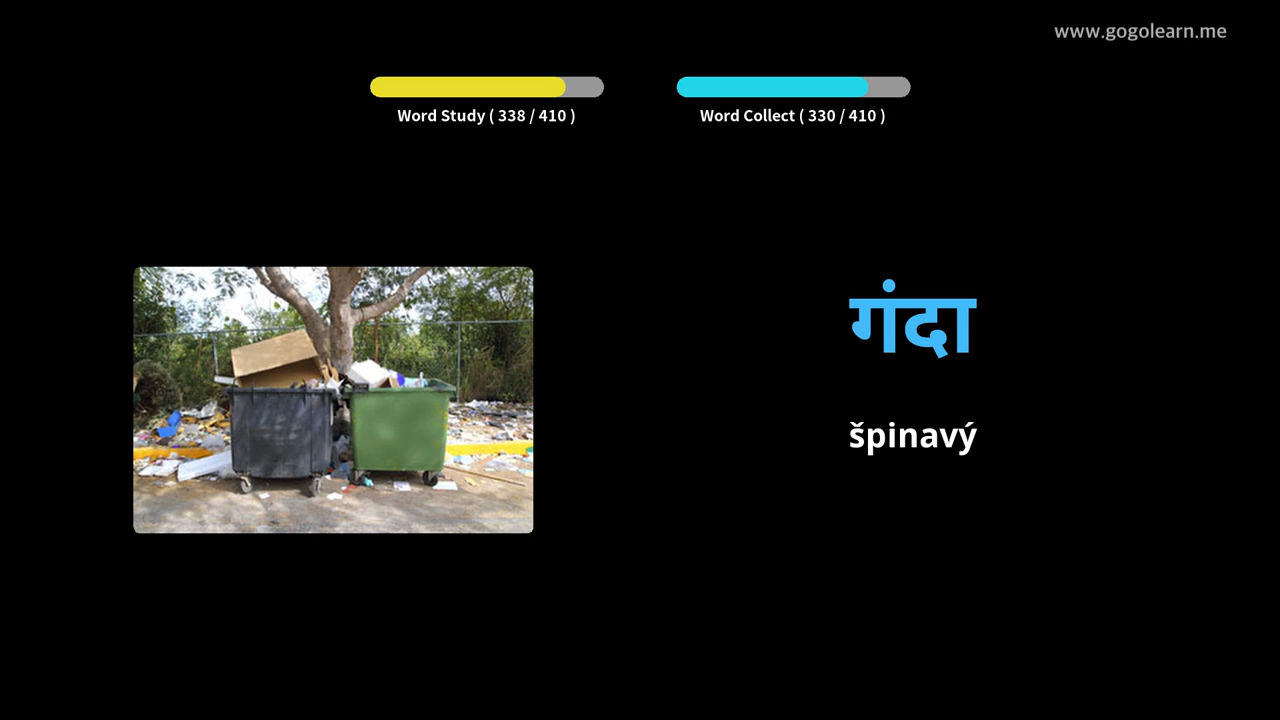 www.gogolearn.me
Word Study ( 338 / 410 )
Word Collect ( 330 / 410 )
गंदा
špinavý